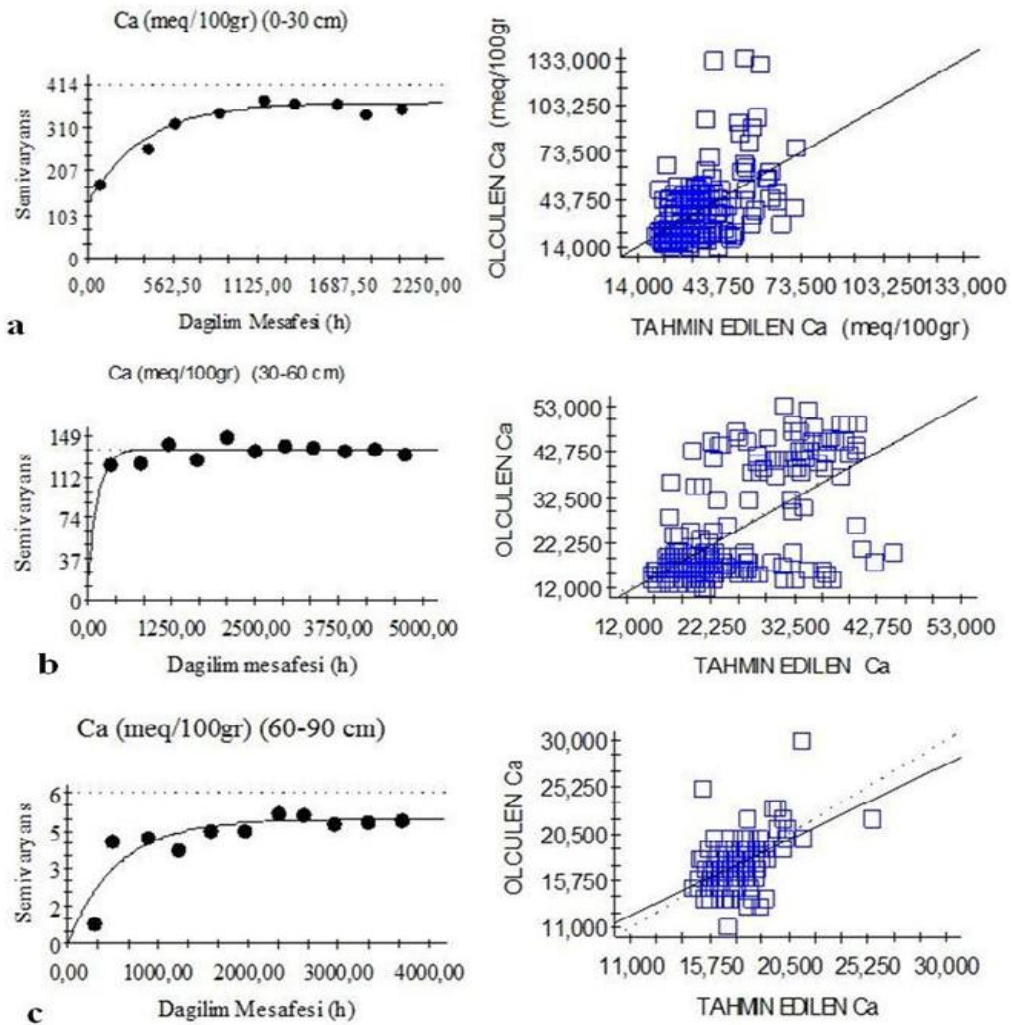 Ca (meq/100gr) (0-30 cm)
Semivaryans
414
310
207
103
0
0,00 562,50 1125,00 1687,50 2250,00
Dagilim Mesafesi (h)
OLCULEN Ca (meq/100gr)
133,000
103,250
73,500
43,750
14,000
14,000 43,750 73,500 103,250 133,000
TAHMIN EDILEN Ca (meq/100gr)
a
Ca (meq/100gr) (30-60 cm)
Semivaryans
149
112
74
37
0
0,00 1250,00 2500,00 3750,00 5000,00
Dagilim mesafesi (h)
OLCULEN Ca
53,000
42,750
32,500
22,250
12,000
12,000 22,250 32,500 42,750 53,000
TAHMIN EDILEN Ca
b
Ca (meq/100gr) (60-90 cm)
Semivaryans
6
5
3
2
0
0,00 1000,00 2000,00 3000,00 4000,00
Dagilim Mesafesi (h)
OLCULEN Ca
30,000
25,250
20,500
15,750
11,000
11,000 15,750 20,500 25,250 30,000
TAHMIN EDILEN Ca
c